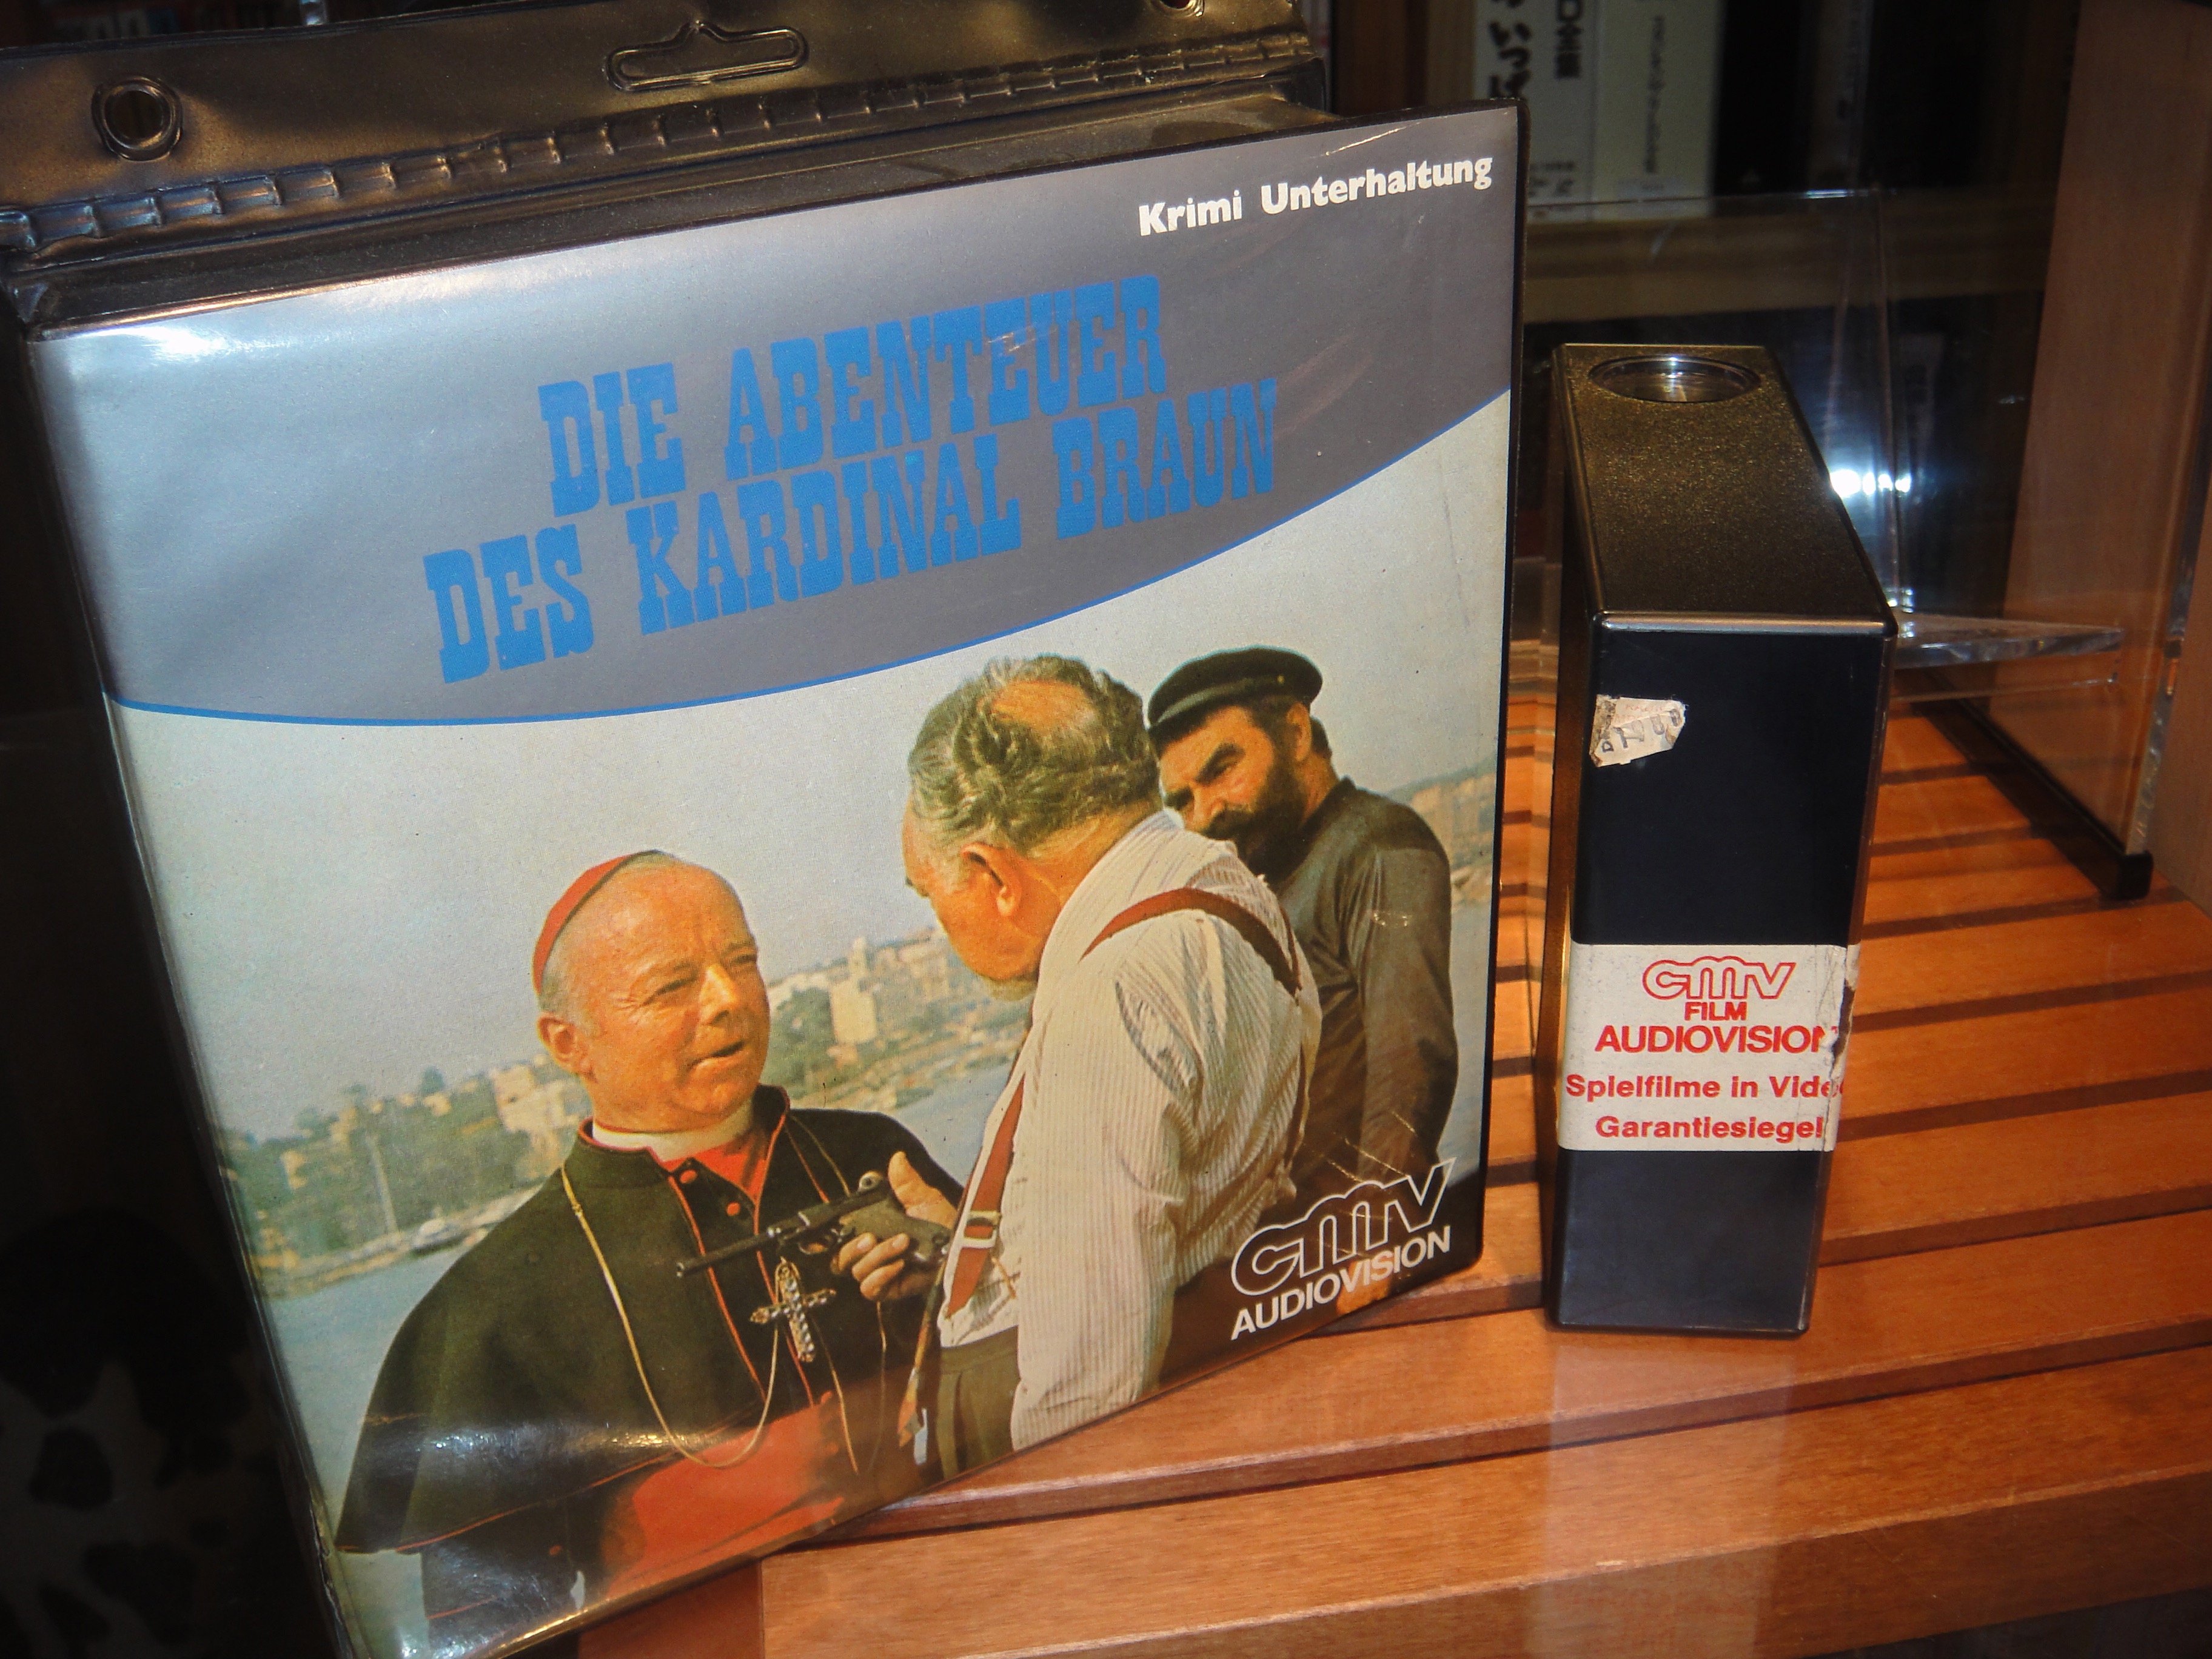 Krimi Unterhaltung
DIE ABENTEUER
DES KARDINAL BRAUN
cmv
AUDIOVISION
cmv
FILM
AUDIOVISION
Spielfilme in Video
Garantiesiegel